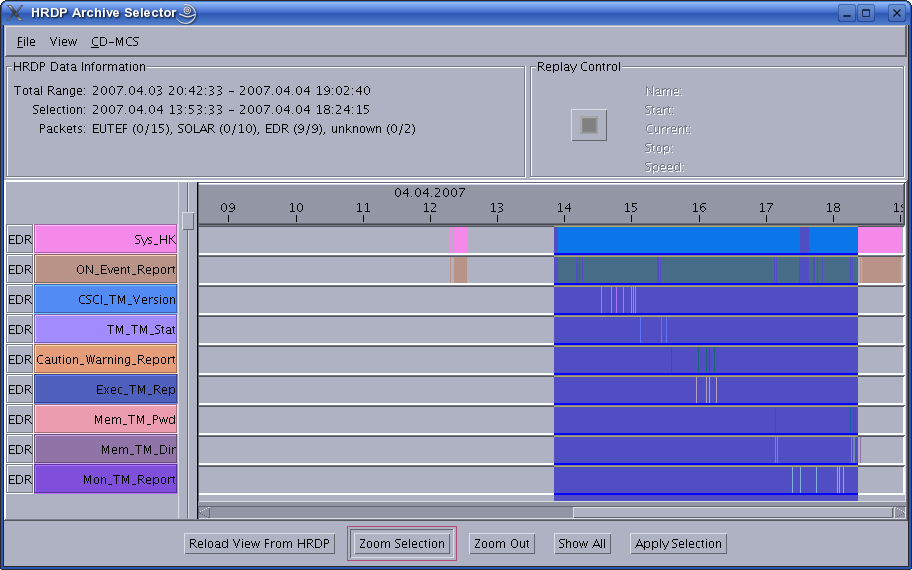 HRDP Archive Selector
File View CD-MCS
HRDP Data Information
Total Range: 2007.04.03 20:42:33 - 2007.04.04 19:02:40
Selection: 2007.04.04 13:53:33 - 2007.04.04 18:24:15
Packets: EUTEF (0/15), SOLAR (0/10), EDR (9/9), unknown (0/2)
Replay Control
Name:
Start:
Current:
Stop:
Speed:
04.04.2007
09 10 11 12 13 14 15 16 17 18 19
EDR Sys_HK
EDR ON_Event_Report
EDR CSCI_TM_Version
EDR TM_TM_Stat
EDR Caution_Warning_Report
EDR Exec_TM_Rep
EDR Mem_TM_Pwd
EDR Mem_TM_Dir
EDR Mon_TM_Report
Reload View From HRDP Zoom Selection Zoom Out Show All Apply Selection